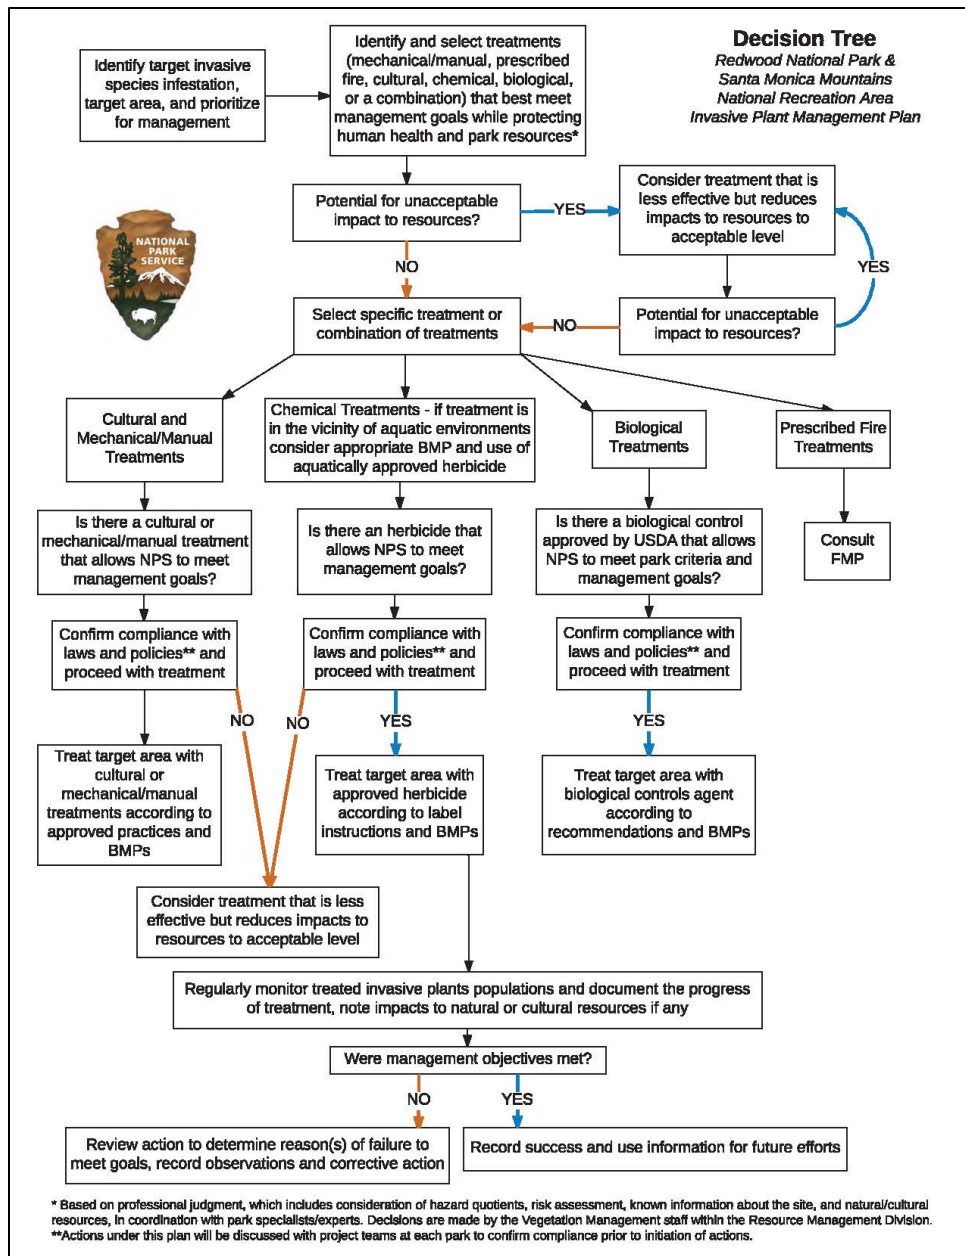 Decision Tree
Redwood National Park &
Santa Monica Mountains
National Recreation Area
Invasive Plant Management Plan
Identify target invasive
species infestation,
target area, and prioritize
for management
Identify and select treatments
(mechanical/manual, prescribed
fire, cultural, chemical, biological,
or a combination) that best meet
management goals while protecting
human health and park resources*
Potential for unacceptable
impact to resources?
YES
Consider treatment that is
less effective but reduces
impacts to resources to
acceptable level
YES
NATIONAL
PARK
SERVICE
NO
Select specific treatment or
combination of treatments
NO
Potential for unacceptable
impact to resources?
Cultural and
Mechanical/Manual
Treatments
Chemical Treatments - if treatment is
in the vicinity of aquatic environments
consider appropriate BMP and use of
aquatically approved herbicide
Biological
Treatments
Prescribed Fire
Treatments
Is there a cultural or
mechanical/manual treatment
that allows NPS to meet
management goals?
Is there an herbicide that
allows NPS to meet
management goals?
Is there a biological control
approved by USDA that allows
NPS to meet park criteria and
management goals?
Consult
FMP
Confirm compliance with
laws and policies** and
proceed with treatment
Confirm compliance with
laws and policies** and
proceed with treatment
Confirm compliance with
laws and policies** and
proceed with treatment
NO
NO
YES
YES
Treat target area with
cultural or
mechanical/manual
treatments according to
approved practices and
BMPs
Treat target area with
approved herbicide
according to label
instructions and BMPs
Treat target area with
biological controls agent
according to
recommendations and BMPs
Consider treatment that is less
effective but reduces impacts to
resources to acceptable level
Regularly monitor treated invasive plants populations and document the progress
of treatment, note impacts to natural or cultural resources if any
Were management objectives met?
NO
YES
Review action to determine reason(s) of failure to
meet goals, record observations and corrective action
Record success and use information for future efforts
* Based on professional judgment, which includes consideration of hazard quotients, risk assessment, known information about the site, and natural/cultural
resources, in coordination with park specialists/experts. Decisions are made by the Vegetation Management staff within the Resource Management Division.
**Actions under this plan will be discussed with project teams at each park to confirm compliance prior to initiation of actions.